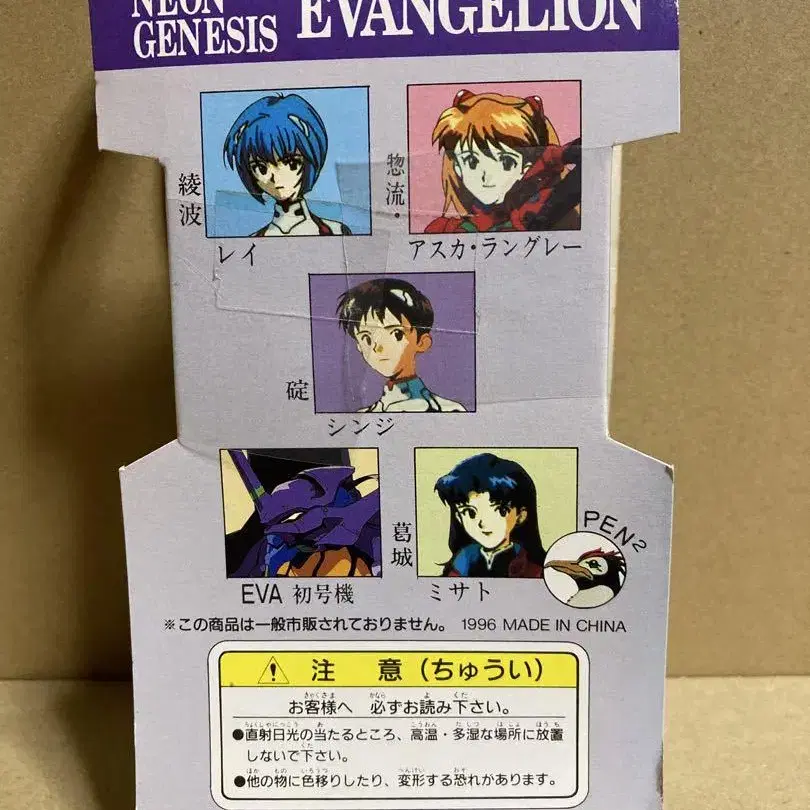 NEON
GENESIS EVANGELION
綾波
レイ
惣流・
アスカ・ラングレー
碇
シンジ
EVA 初号機
葛城
ミサト
PEN²
※この商品は一般市販されておりません。 1996 MADE IN CHINA
注 意(ちゅうい)
お客様へ 必ずお読み下さい。
●直射日光の当たるところ、高温・多湿な場所に放置
しないで下さい。
●他の物に色移りしたり、変形する恐れがあります。